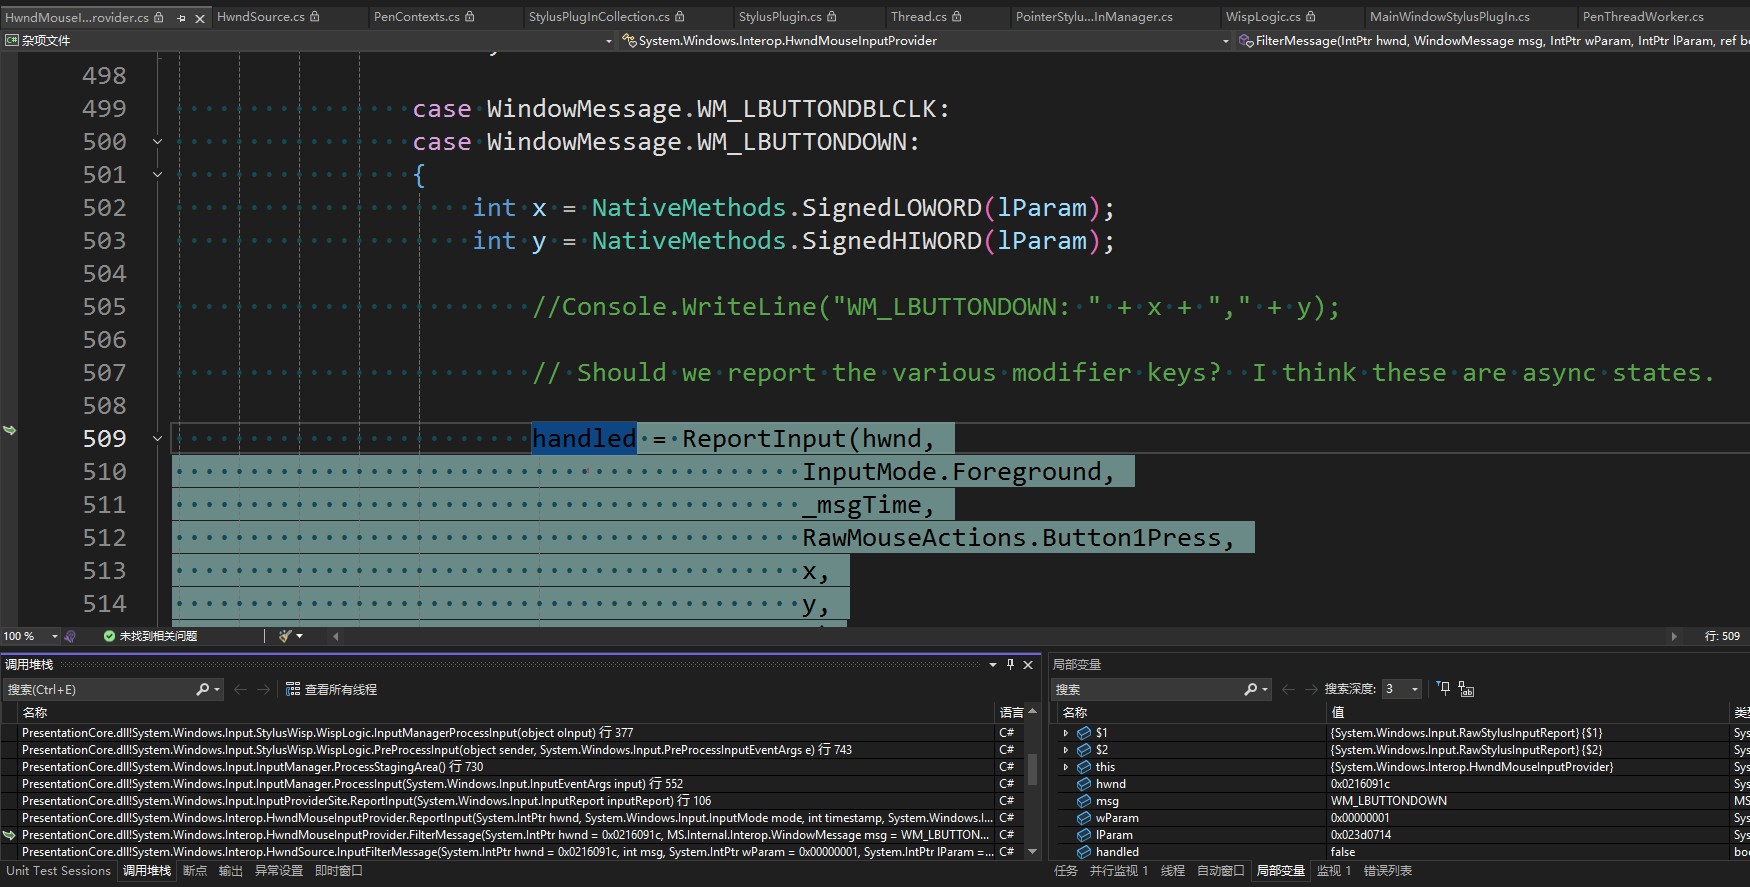 HwndMouseI...rovider.cs HwndSource.cs PenContexts.cs StylusPlugInCollection.cs StylusPlugin.cs Thread.cs PointerStylu...InManager.cs WispLogic.cs MainWindowStylusPlugIn.cs PenThreadWorker.cs
杂项文件 System.Windows.Interop.HwndMouseInputProvider FilterMessage(IntPtr hwnd, WindowMessage msg, IntPtr wParam, IntPtr lParam, ref bo
498
499 case WindowMessage.WM_LBUTTONDBLCLK:
500 case WindowMessage.WM_LBUTTONDOWN:
501 {
502 int x = NativeMethods.SignedLOWORD(lParam);
503 int y = NativeMethods.SignedHIWORD(lParam);
504
505 //Console.WriteLine("WM_LBUTTONDOWN: " + x + "," + y);
506
507 // Should we report the various modifier keys?  I think these are async states.
508
509 handled = ReportInput(hwnd,
510 InputMode.Foreground,
511 _msgTime,
512 RawMouseActions.Button1Press,
513 x,
514 y,
100 % 未找到相关问题 行: 509
调用堆栈
搜索(Ctrl+E) 查看所有线程
名称 语言
PresentationCore.dll!System.Windows.Input.StylusWisp.WispLogic.InputManagerProcessInput(object oInput) 行 377 C#
PresentationCore.dll!System.Windows.Input.StylusWisp.WispLogic.PreProcessInput(object sender, System.Windows.Input.PreProcessInputEventArgs e) 行 743 C#
PresentationCore.dll!System.Windows.Input.InputManager.ProcessStagingArea() 行 730 C#
PresentationCore.dll!System.Windows.Input.InputManager.ProcessInput(System.Windows.Input.InputEventArgs input) 行 552 C#
PresentationCore.dll!System.Windows.Input.InputProviderSite.ReportInput(System.Windows.Input.InputReport inputReport) 行 106 C#
PresentationCore.dll!System.Windows.Interop.HwndMouseInputProvider.ReportInput(System.IntPtr hwnd, System.Windows.Input.InputMode mode, int timestamp, System.Windows.I... C#
PresentationCore.dll!System.Windows.Interop.HwndMouseInputProvider.FilterMessage(System.IntPtr hwnd = 0x0216091c, MS.Internal.Interop.WindowMessage msg = WM_LBUTTON... C#
PresentationCore.dll!System.Windows.Interop.HwndSource.InputFilterMessage(System.IntPtr hwnd = 0x0216091c, int msg, System.IntPtr wParam = 0x00000001, System.IntPtr lParam =... C#
Unit Test Sessions 调用堆栈 断点 输出 异常设置 即时窗口
局部变量
搜索 搜索深度: 3
名称 值 类型
$1 {System.Windows.Input.RawStylusInputReport} {$1} Sys
$2 {System.Windows.Input.RawStylusInputReport} {$2} Sys
this {System.Windows.Interop.HwndMouseInputProvider} Sys
hwnd 0x0216091c Sys
msg WM_LBUTTONDOWN MS
wParam 0x00000001 Sys
lParam 0x023d0714 Sys
handled false boo
任务 并行监视 1 线程 自动窗口 局部变量 监视 1 错误列表